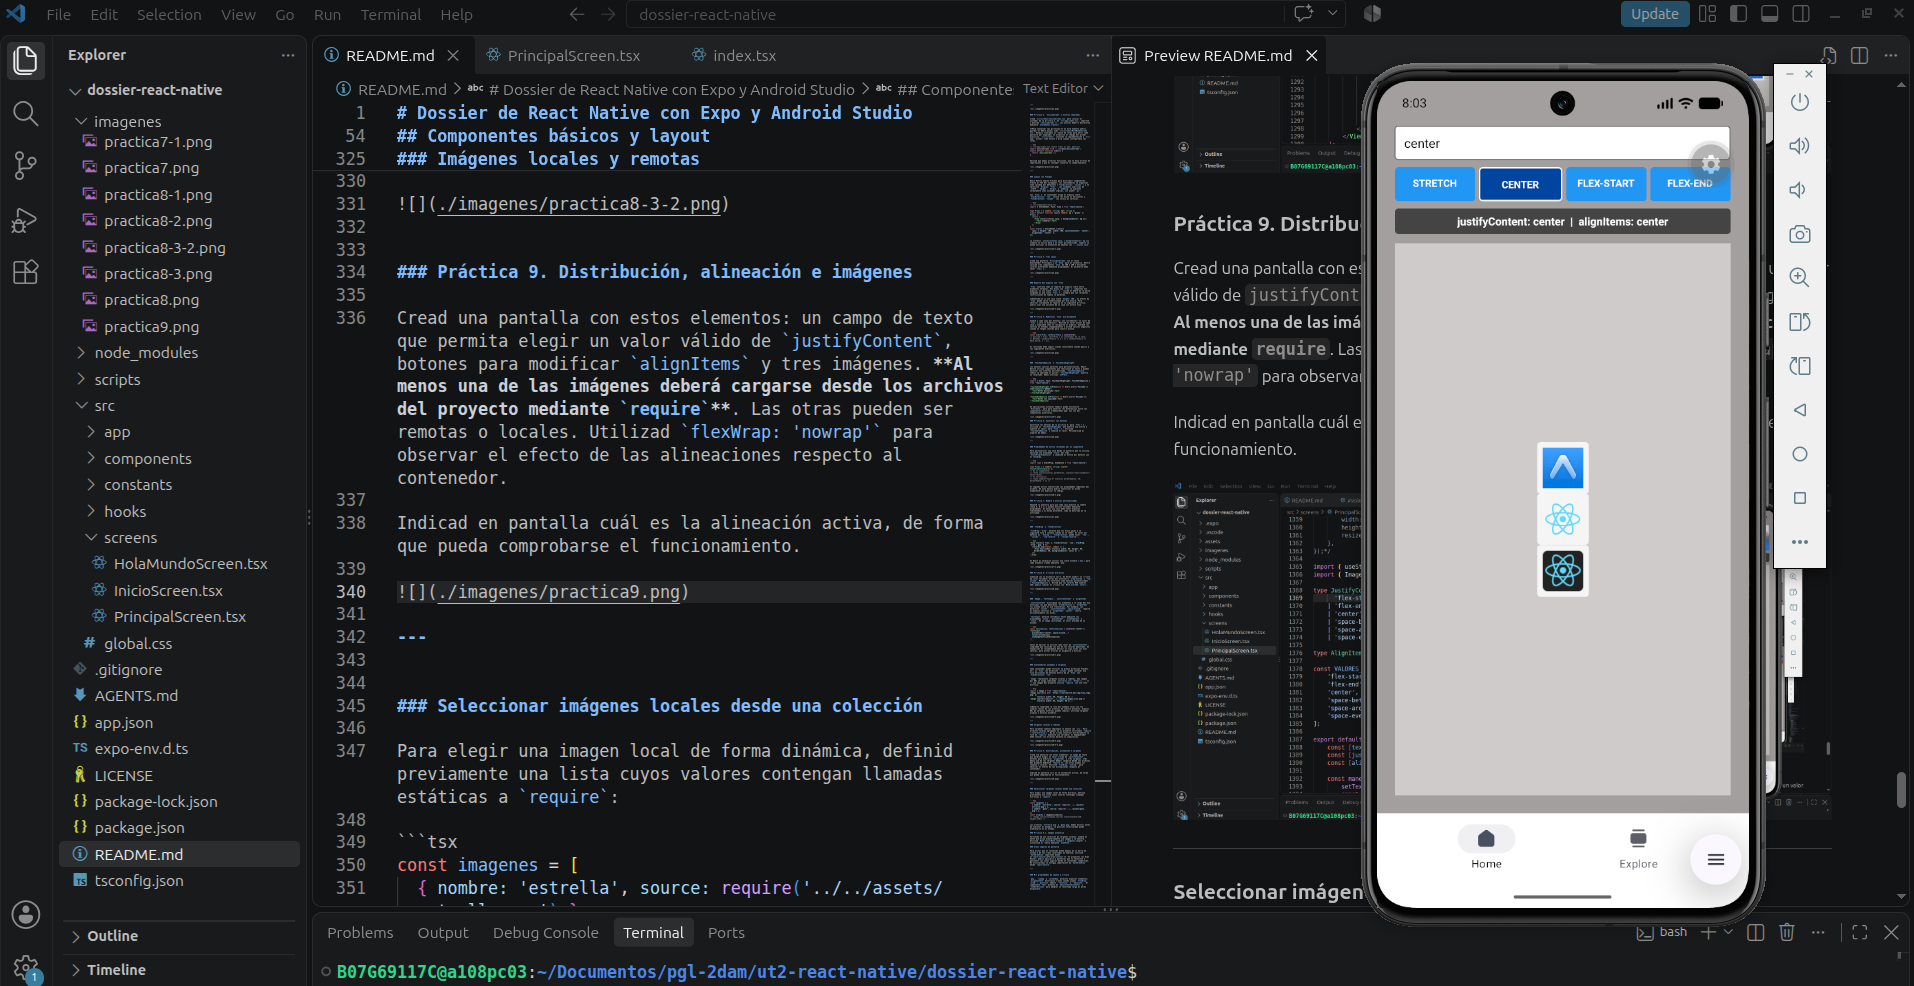 File Edit Selection View Go Run Terminal Help
dossier-react-native
Update
Explorer
dossier-react-native
imagenes
practica7-1.png
practica7.png
practica8-1.png
practica8-2.png
practica8-3-2.png
practica8-3.png
practica8.png
practica9.png
node_modules
scripts
src
app
components
constants
hooks
screens
HolaMundoScreen.tsx
InicioScreen.tsx
PrincipalScreen.tsx
global.css
.gitignore
AGENTS.md
app.json
expo-env.d.ts
LICENSE
package-lock.json
package.json
README.md
tsconfig.json
Outline
Timeline
1
README.md
PrincipalScreen.tsx
index.tsx
README.md > # Dossier de React Native con Expo y Android Studio > ## Componentes
Text Editor
1 # Dossier de React Native con Expo y Android Studio
54 ## Componentes básicos y layout
325 ### Imágenes locales y remotas
330
331 ![](./imagenes/practica8-3-2.png)
332
333
334 ### Práctica 9. Distribución, alineación e imágenes
335
336 Cread una pantalla con estos elementos: un campo de texto
que permita elegir un valor válido de `justifyContent`,
botones para modificar `alignItems` y tres imágenes. **Al
menos una de las imágenes deberá cargarse desde los archivos
del proyecto mediante `require`**. Las otras pueden ser
remotas o locales. Utilizad `flexWrap: 'nowrap'` para
observar el efecto de las alineaciones respecto al
contenedor.
337
338 Indicad en pantalla cuál es la alineación activa, de forma
que pueda comprobarse el funcionamiento.
339
340 ![](./imagenes/practica9.png)
341
342 ---
343
344
345 ### Seleccionar imágenes locales desde una colección
346
347 Para elegir una imagen local de forma dinámica, definid
previamente una lista cuyos valores contengan llamadas
estáticas a `require`:
348
349 ```tsx
350 const imagenes = [
351 { nombre: 'estrella', source: require('../../assets/
Preview README.md
Práctica 9. Distribu
Cread una pantalla con es
válido de justifyCont
Al menos una de las imá
mediante require. Las
'nowrap' para observar
Indicad en pantalla cuál e
funcionamiento.
Seleccionar imágen
8:03
center
STRETCH CENTER FLEX-START FLEX-END
justifyContent: center | alignItems: center
Home
Explore
Problems Output Debug Console Terminal Ports
bash
B07G69117C@a108pc03:~/Documentos/pgl-2dam/ut2-react-native/dossier-react-native$